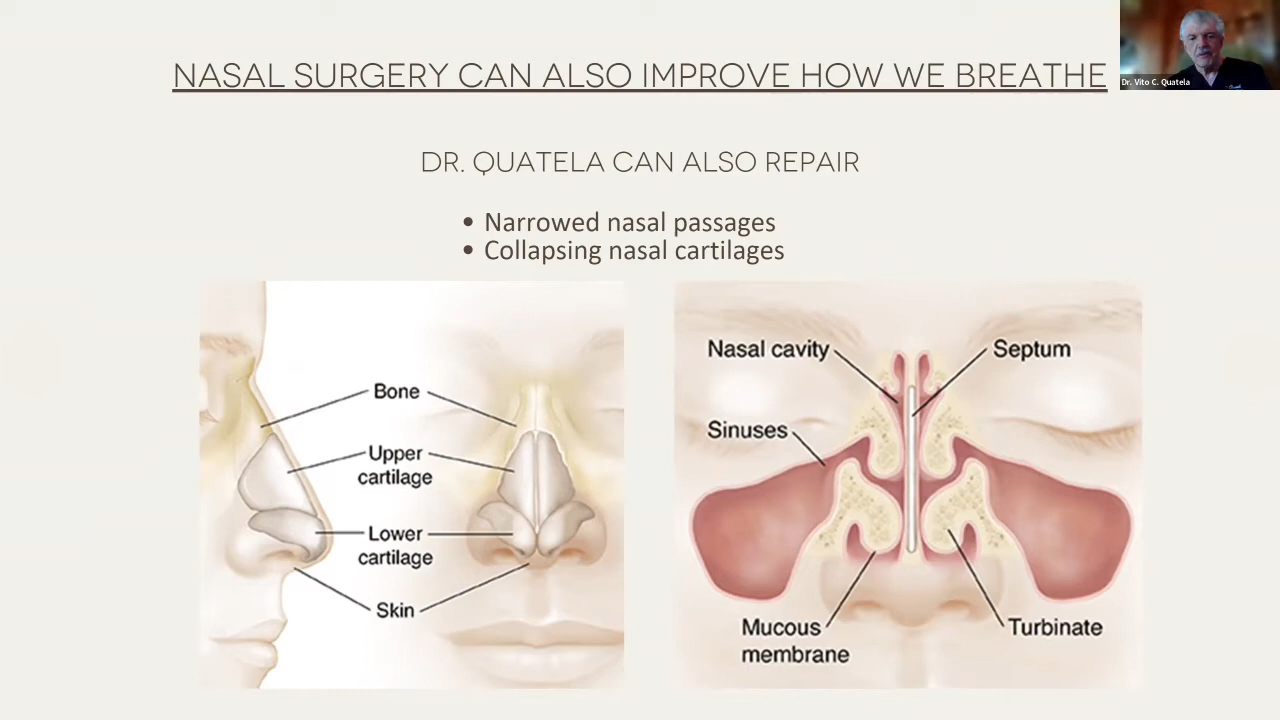 NASAL SURGERY CAN ALSO IMPROVE HOW WE BREATHE
Dr. Vito C. Quatela
DR. QUATELA CAN ALSO REPAIR
• Narrowed nasal passages
• Collapsing nasal cartilages
Bone
Upper
cartilage
Lower
cartilage
Skin
Nasal cavity
Septum
Sinuses
Mucous
membrane
Turbinate